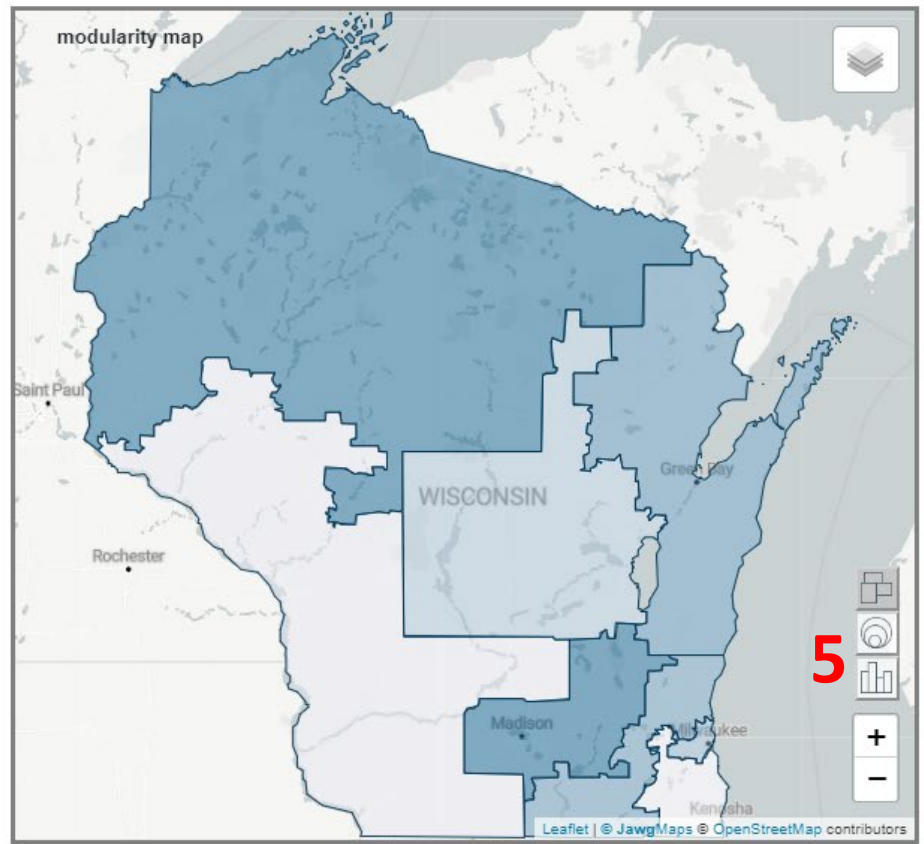 modularity map
Saint Paul
Green Bay
WISCONSIN
Rochester
5
Madison
Milwaukee
+
−
Kenosha
Leaflet | © JawgMaps © OpenStreetMap contributors